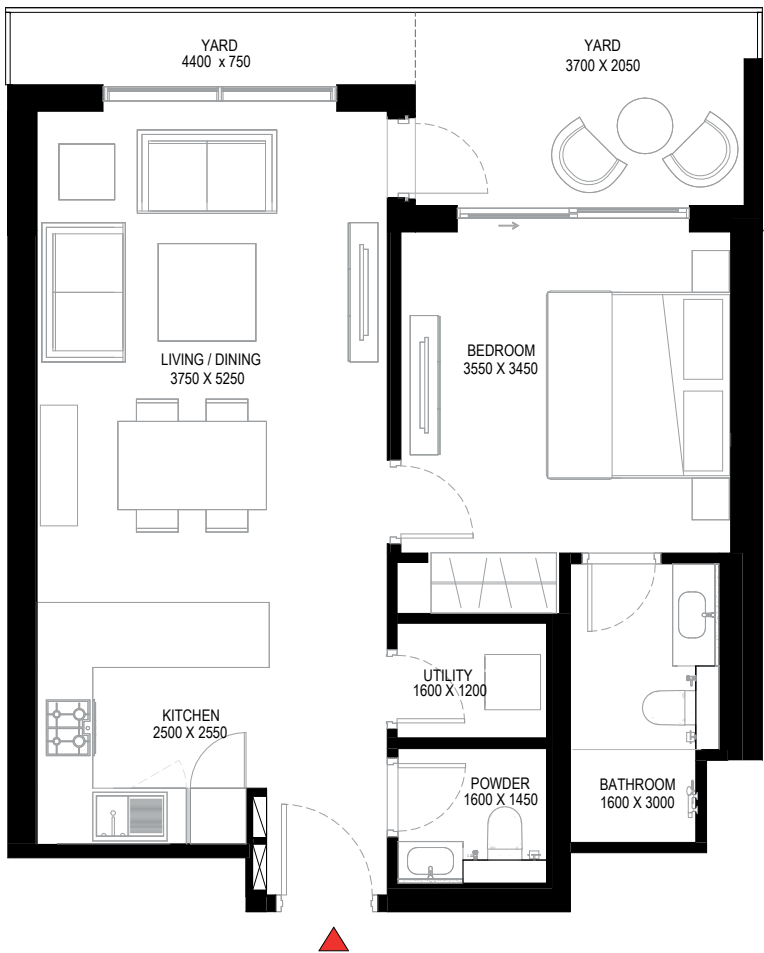 YARD
4400 x 750
YARD
3700 X 2050
LIVING / DINING
3750 X 5250
BEDROOM
3550 X 3450
UTILITY
1600 X 1200
KITCHEN
2500 X 2550
POWDER
1600 X 1450
BATHROOM
1600 X 3000